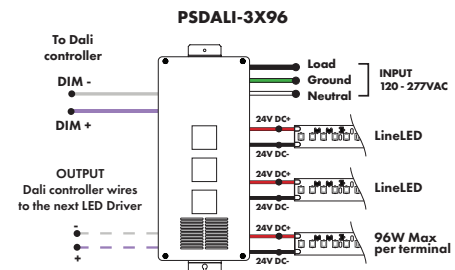 PSDALI-3X96
To Dali
controller
DIM -
DIM +
OUTPUT
Dali controller wires
to the next LED Driver
-
+
Load
Ground
Neutral
INPUT
120 - 277VAC
24V DC+
24V DC-
LineLED
24V DC+
24V DC-
LineLED
24V DC+
24V DC-
96W Max
per terminal